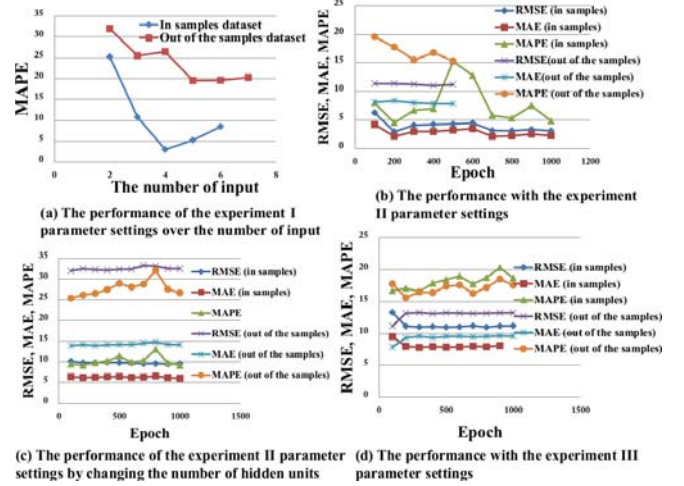 MAPE
35
30
25
20
15
10
5
0
0 2 4 6 8
The number of input
In samples dataset
Out of the samples dataset
(a) The performance of the experiment I
parameter settings over the number of input
RMSE, MAE, MAPE
25
20
15
10
5
0
0 200 400 600 800 1000 1200
Epoch
RMSE (in samples)
MAE (in samples)
MAPE (in samples)
RMSE(out of the samples)
MAE(out of the samples)
MAPE (out of the samples)
(b) The performance with the experiment
II parameter settings
RMSE, MAE, MAPE
35
30
25
20
15
10
5
0
0 500 1000 1500
Epoch
RMSE (in samples)
MAE (in samples)
MAPE
RMSE (out of the samples)
MAE (out of the samples)
MAPE (out of the samples)
(c) The performance of the experiment II parameter
settings by changing the number of hidden units
RMSE, MAE, MAPE
25
20
15
10
5
0
0 500 1000 1500
Epoch
RMSE (in samples)
MAE (in samples)
MAPE (in samples)
RMSE (out of the samples)
MAE (out of the samples)
MAPE (out of the samples)
(d) The performance with the experiment III
parameter settings